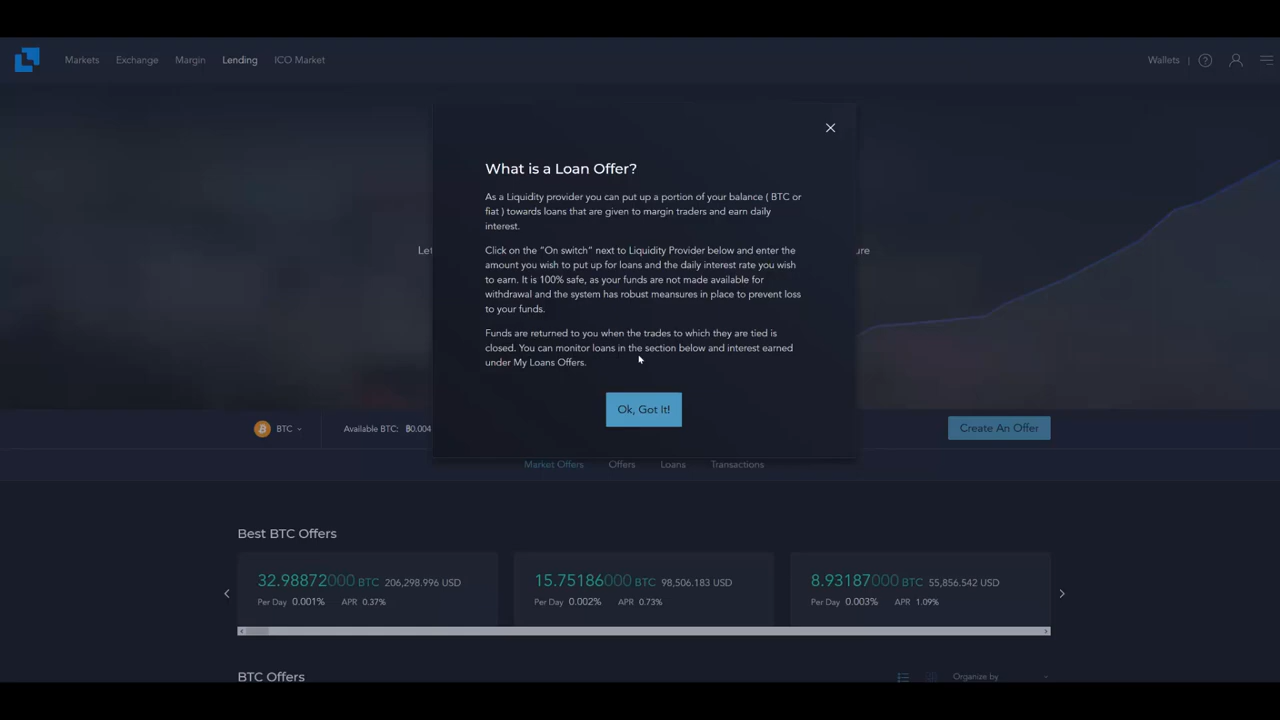 Markets Exchange Margin Lending ICO Market Wallets | ?
What is a Loan Offer?
As a Liquidity provider you can put up a portion of your balance ( BTC or
fiat ) towards loans that are given to margin traders and earn daily
interest.
Click on the “On switch” next to Liquidity Provider below and enter the
amount you wish to put up for loans and the daily interest rate you wish
to earn. It is 100% safe, as your funds are not made available for
withdrawal and the system has robust meansures in place to prevent loss
to your funds.
Funds are returned to you when the trades to which they are tied is
closed. You can monitor loans in the section below and interest earned
under My Loans Offers.
Ok, Got It!
BTC Available BTC: ฿0.004 Create An Offer
Market Offers Offers Loans Transactions
Best BTC Offers
32.98872000 BTC 206,298.996 USD 15.75186000 BTC 98,506.183 USD 8.93187000 BTC 55,856.542 USD
Per Day 0.001% APR 0.37% Per Day 0.002% APR 0.73% Per Day 0.003% APR 1.09%
BTC Offers Organize by